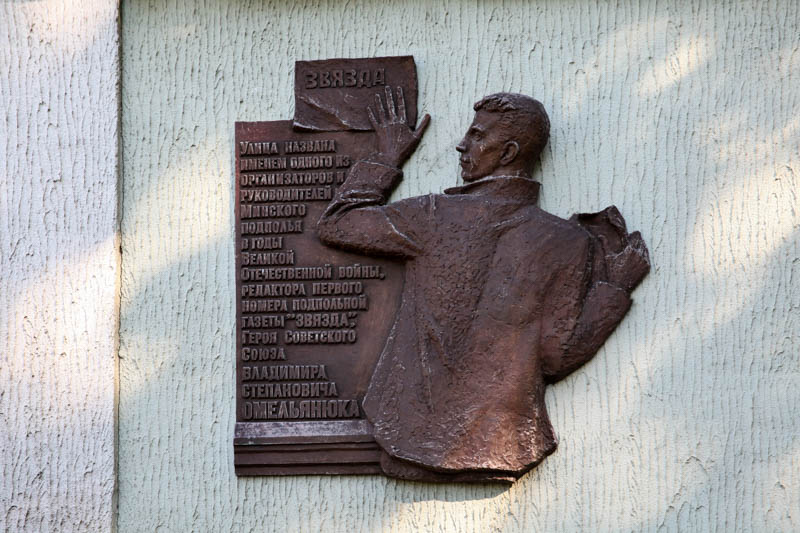 ЗВЯЗДА
Улица названа
именем одного из
организаторов и
руководителей
Минского
подполья
в годы
Великой
Отечественной войны,
редактора первого
номера подпольной
газеты "ЗВЯЗДА",
Героя Советского
Союза
ВЛАДИМИРА
СТЕПАНОВИЧА
ОМЕЛЬЯНЮКА